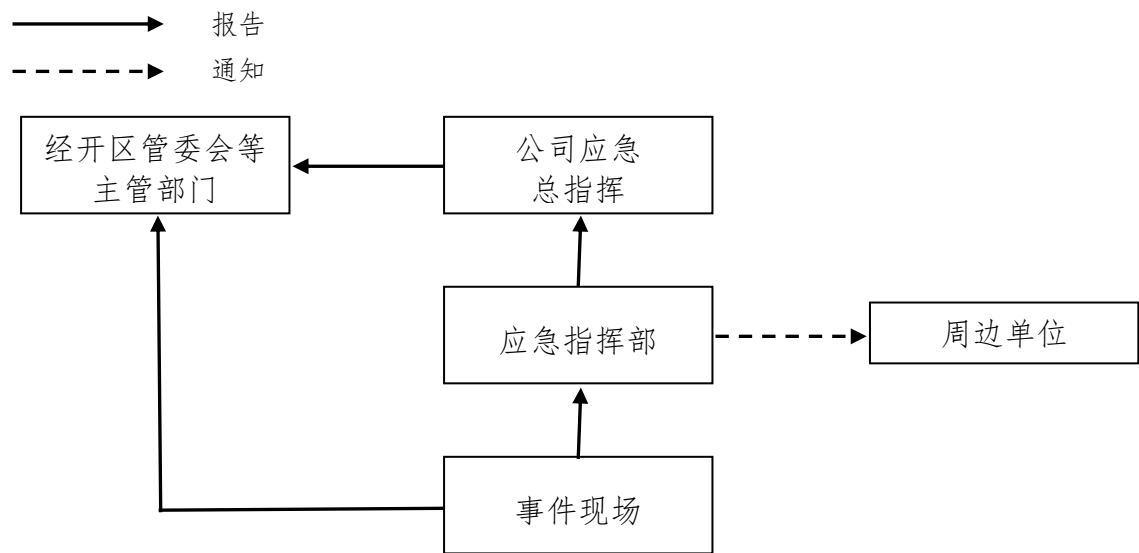 报告
通知
经开区管委会等
主管部门
公司应急
总指挥
应急指挥部
周边单位
事件现场